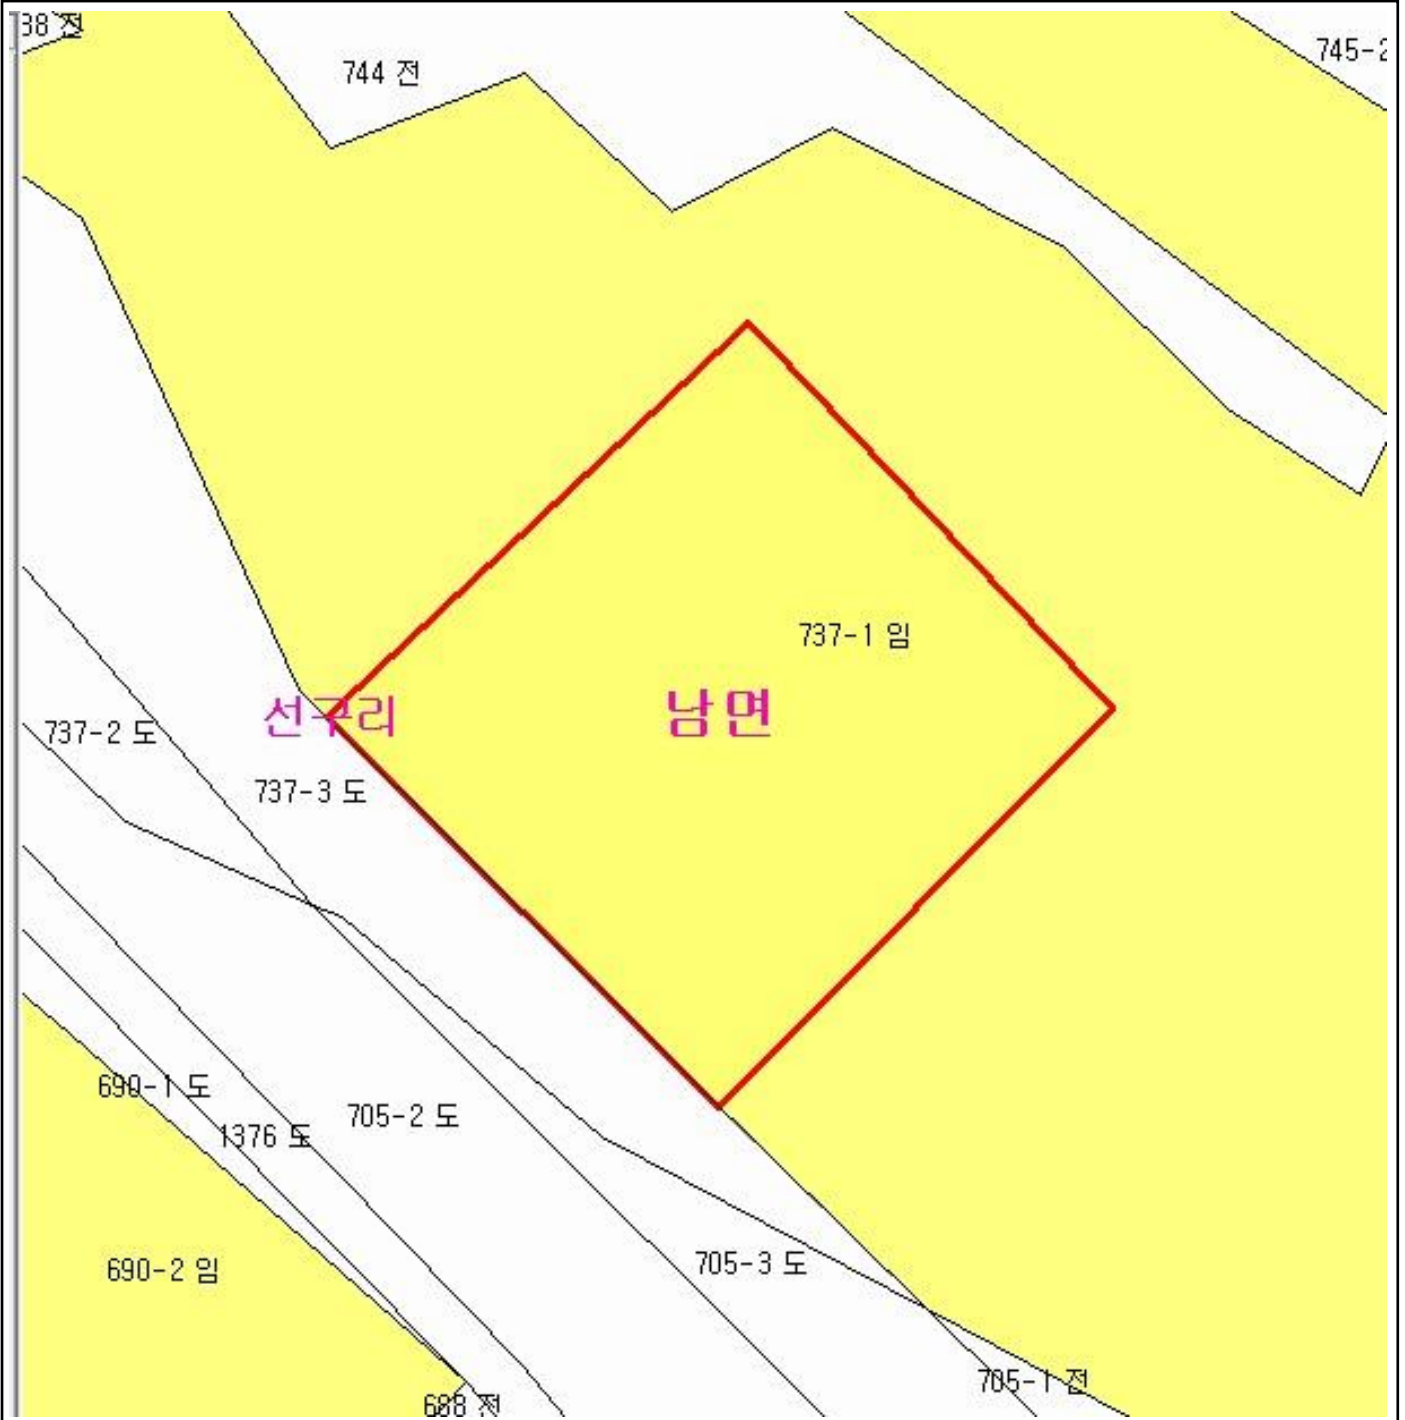 38 전
744 전
745-2
737-1 임
선구리
남면
737-2 도
737-3 도
690-1 도
705-2 도
1376 도
705-3 도
690-2 임
705-1 전
688 전